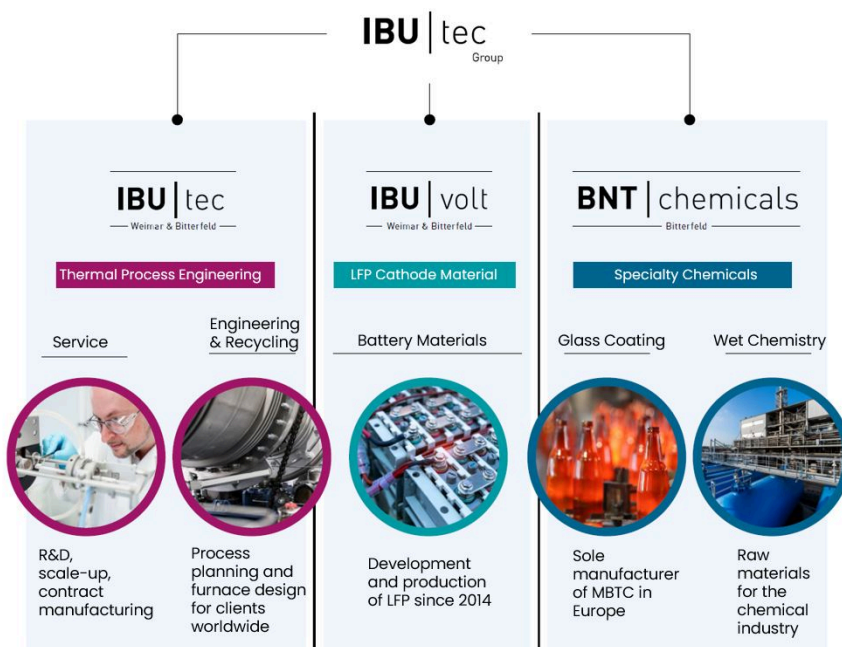 IBU|tec
Group
IBU|tec
Weimar & Bitterfeld
Thermal Process Engineering
Service
Engineering
& Recycling
R&D,
scale-up,
contract
manufacturing
Process
planning and
furnace design
for clients
worldwide
IBU|volt
Weimar & Bitterfeld
LFP Cathode Material
Battery Materials
Development
and production
of LFP since 2014
BNT|chemicals
Bitterfeld
Specialty Chemicals
Glass Coating
Wet Chemistry
Sole
manufacturer
of MBTC in
Europe
Raw
materials
for the
chemical
industry